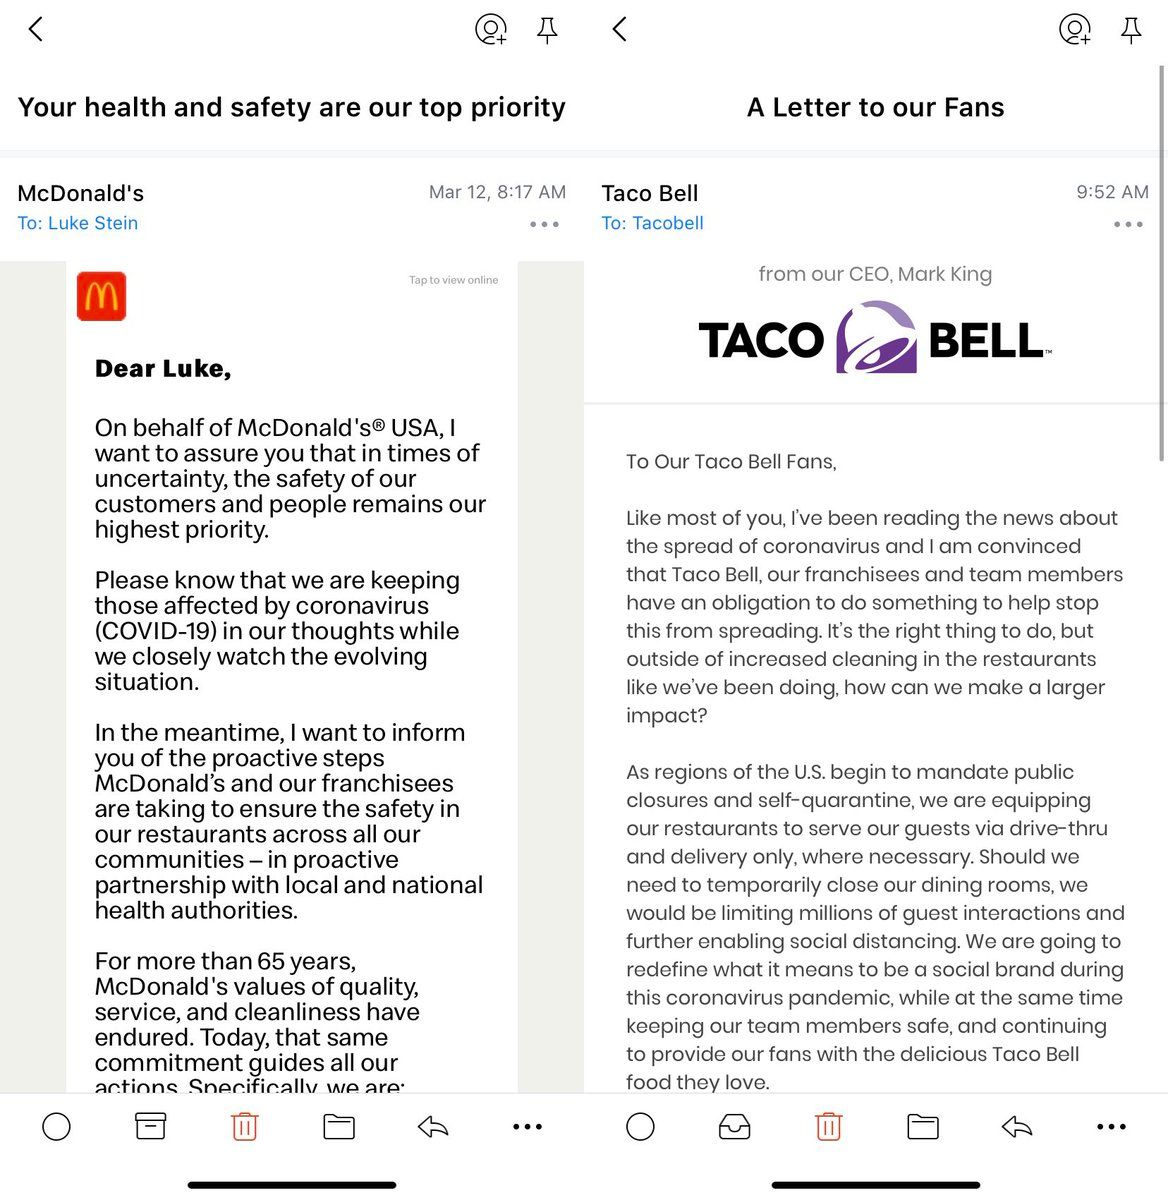 Your health and safety are our top priority
McDonald's
Mar 12, 8:17 AM
To: Luke Stein
Tap to view online
Dear Luke,
On behalf of McDonald's® USA, I
want to assure you that in times of
uncertainty, the safety of our
customers and people remains our
highest priority.
Please know that we are keeping
those affected by coronavirus
(COVID-19) in our thoughts while
we closely watch the evolving
situation.
In the meantime, I want to inform
you of the proactive steps
McDonald’s and our franchisees
are taking to ensure the safety in
our restaurants across all our
communities – in proactive
partnership with local and national
health authorities.
For more than 65 years,
McDonald's values of quality,
service, and cleanliness have
endured. Today, that same
commitment guides all our
actions. Specifically, we are:
A Letter to our Fans
Taco Bell
9:52 AM
To: Tacobell
from our CEO, Mark King
TACO BELL™
To Our Taco Bell Fans,
Like most of you, I’ve been reading the news about
the spread of coronavirus and I am convinced
that Taco Bell, our franchisees and team members
have an obligation to do something to help stop
this from spreading. It’s the right thing to do, but
outside of increased cleaning in the restaurants
like we’ve been doing, how can we make a larger
impact?
As regions of the U.S. begin to mandate public
closures and self-quarantine, we are equipping
our restaurants to serve our guests via drive-thru
and delivery only, where necessary. Should we
need to temporarily close our dining rooms, we
would be limiting millions of guest interactions and
further enabling social distancing. We are going to
redefine what it means to be a social brand during
this coronavirus pandemic, while at the same time
keeping our team members safe, and continuing
to provide our fans with the delicious Taco Bell
food they love.